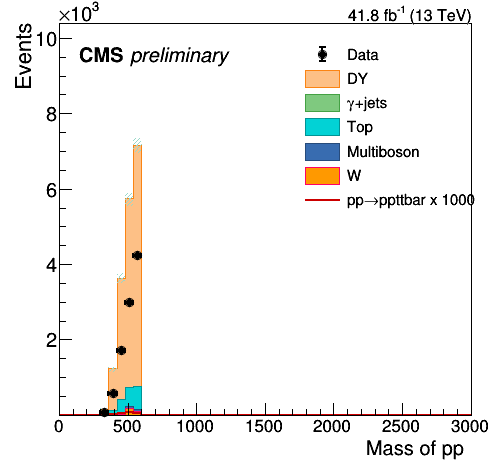 ×10³
41.8 fb⁻¹ (13 TeV)
Events
CMS preliminary
Data
DY
γ+jets
Top
Multiboson
W
pp→ppttbar x 1000
10
8
6
4
2
0 500 1000 1500 2000 2500 3000
Mass of pp